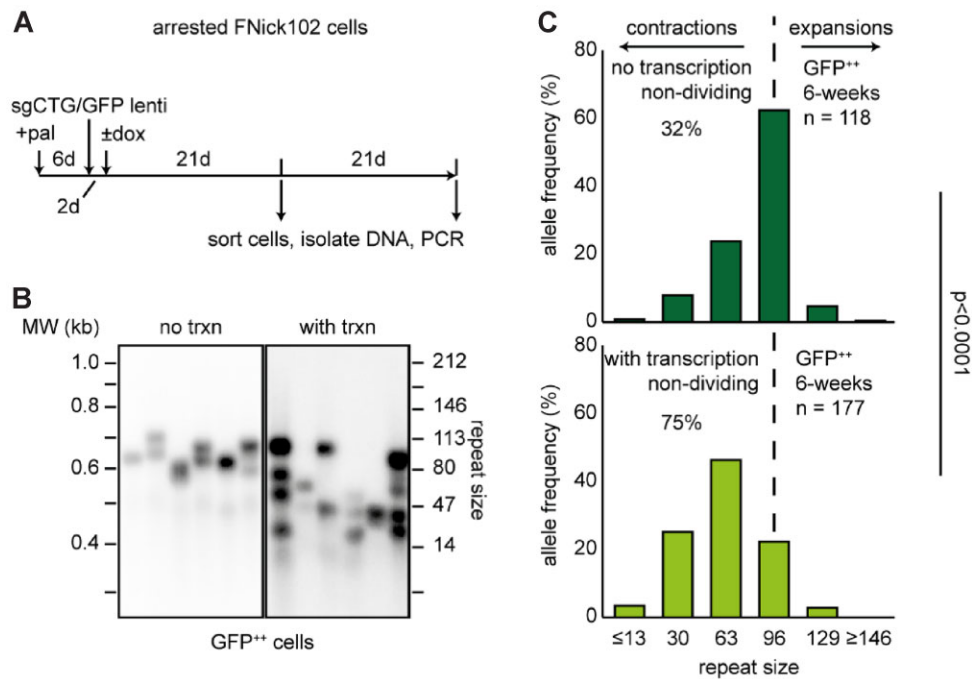 A
arrested FNick102 cells
sgCTG/GFP lenti
+pal
±dox
6d
21d
21d
2d
sort cells, isolate DNA, PCR
B
MW (kb)
no trxn
with trxn
1.0
0.8
0.6
0.4
212
146
113
80
47
14
repeat size
GFP⁺⁺ cells
C
contractions
expansions
allele frequency (%)
80
60
40
20
0
no transcription
non-dividing
32%
GFP⁺⁺
6-weeks
n = 118
allele frequency (%)
80
60
40
20
0
with transcription
non-dividing
75%
GFP⁺⁺
6-weeks
n = 177
≤13 30 63 96 129 ≥146
repeat size
p<0.0001